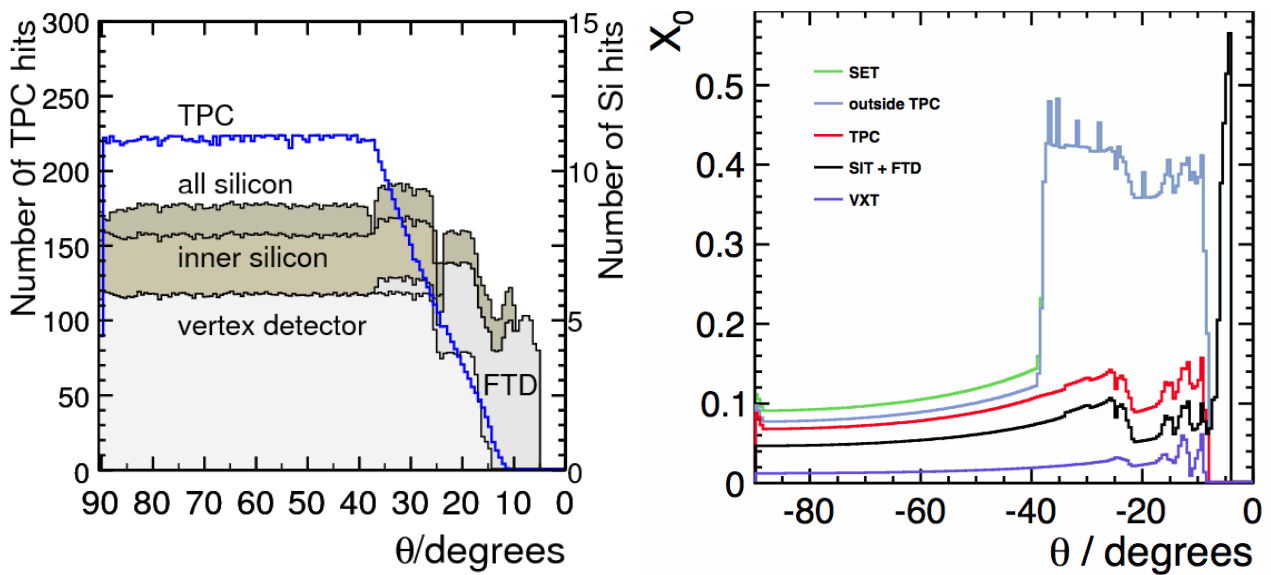 Number of TPC hits
300
250
200
150
100
50
0
TPC
all silicon
inner silicon
vertex detector
FTD
15
10
5
0
Number of Si hits
90 80 70 60 50 40 30 20 10 0
θ/degrees
X0
0.5
0.4
0.3
0.2
0.1
0
SET
outside TPC
TPC
SIT + FTD
VXT
-80 -60 -40 -20 0
θ / degrees